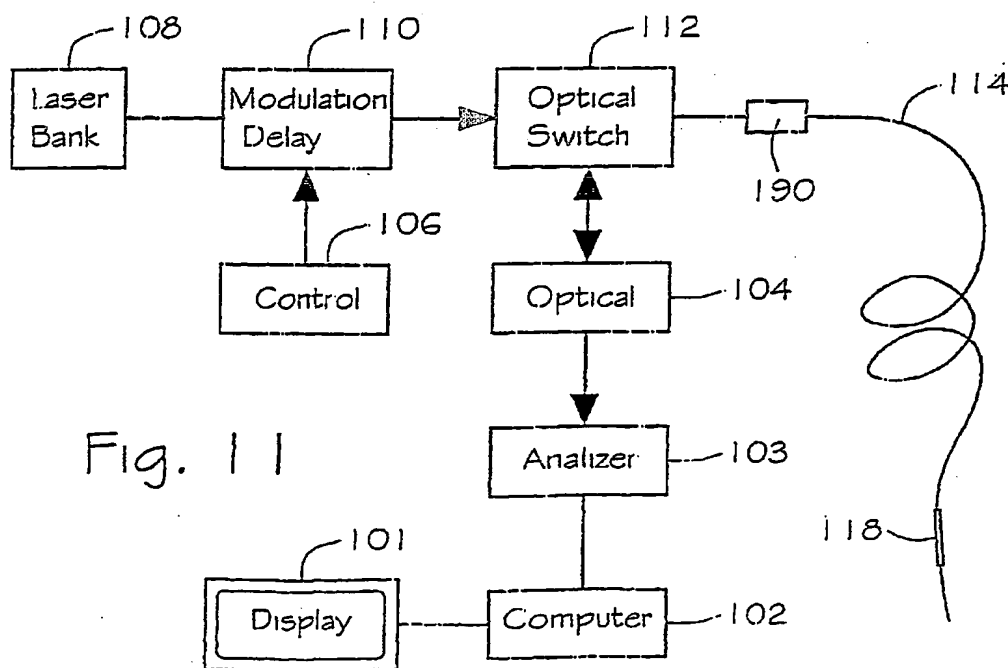 108
110
112
Laser
Bank
Modulation
Delay
Optical
Switch
114
190
106
Control
Optical
104
Fig. 11
Analizer
103
118
101
Display
Computer
102